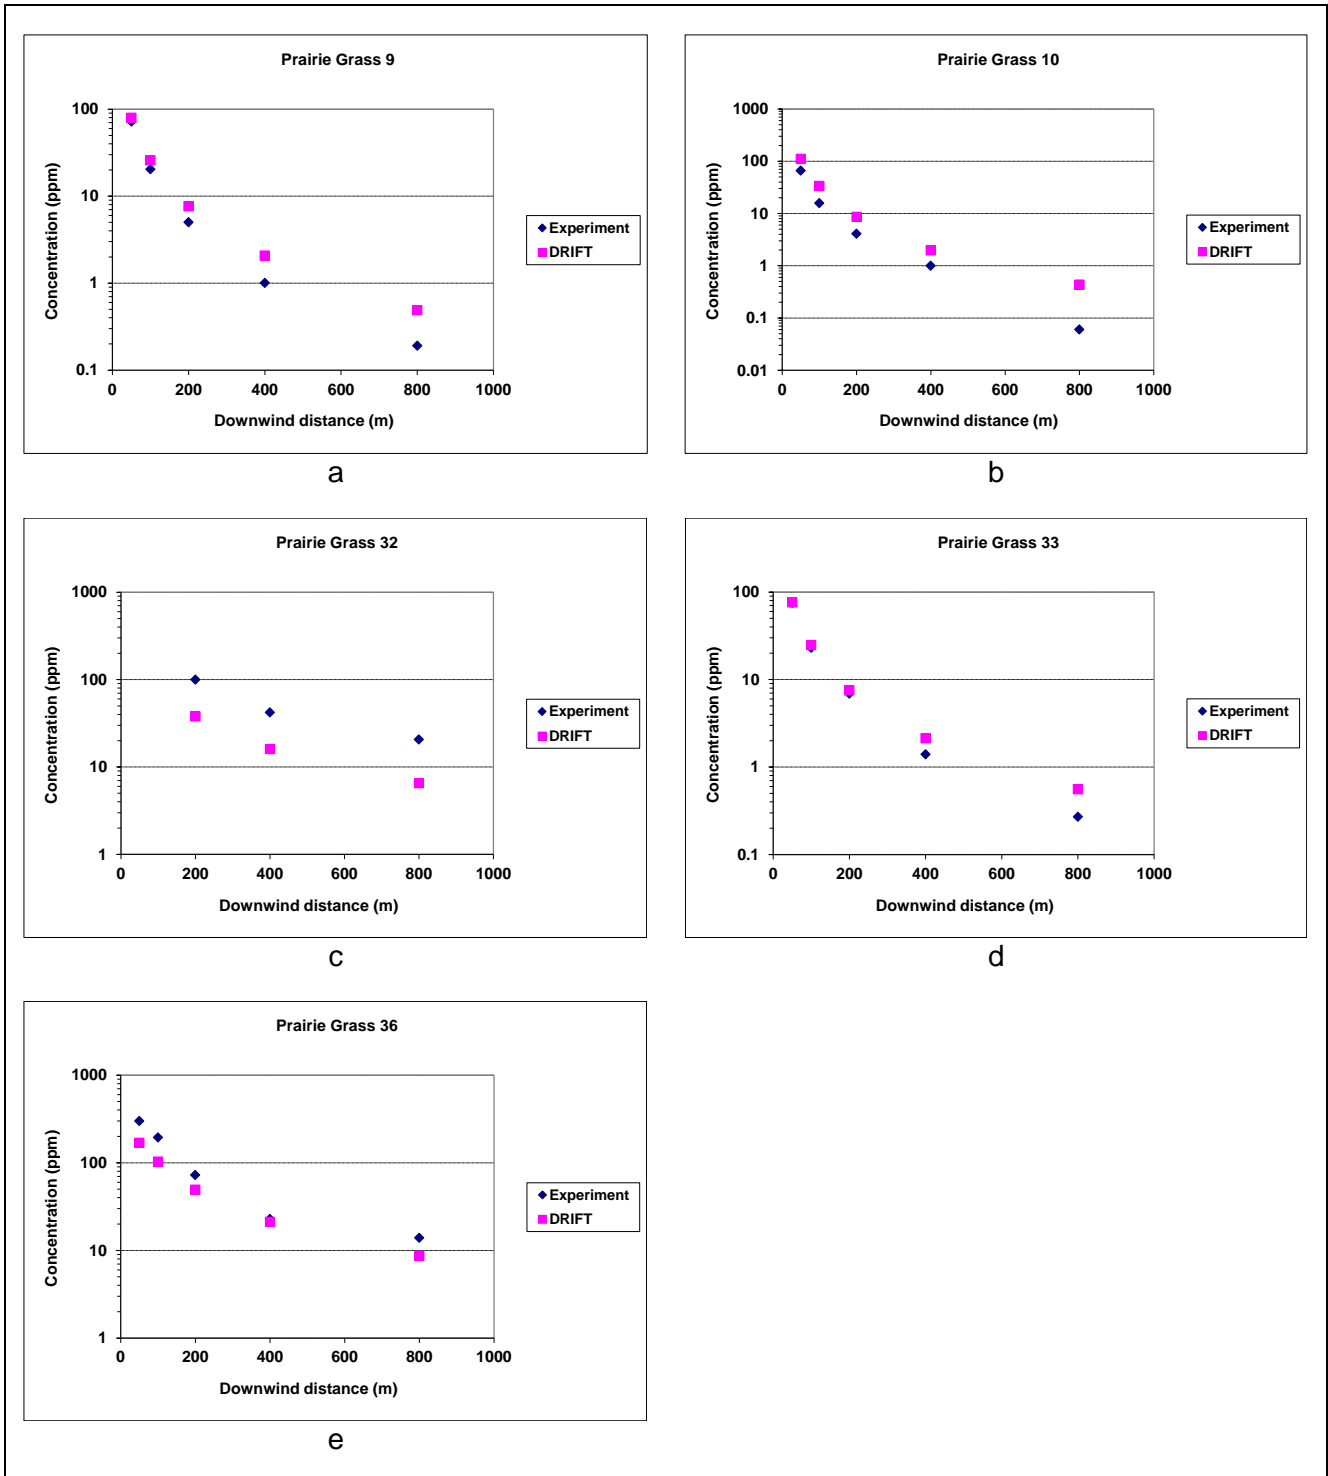 Prairie Grass 9
Concentration (ppm)
100
10
1
0.1
0 200 400 600 800 1000
Downwind distance (m)
Experiment
DRIFT
a
Prairie Grass 10
Concentration (ppm)
1000
100
10
1
0.1
0.01
0 200 400 600 800 1000
Downwind distance (m)
Experiment
DRIFT
b
Prairie Grass 32
Concentration (ppm)
1000
100
10
1
0 200 400 600 800 1000
Downwind distance (m)
Experiment
DRIFT
c
Prairie Grass 33
Concentration (ppm)
100
10
1
0.1
0 200 400 600 800 1000
Downwind distance (m)
Experiment
DRIFT
d
Prairie Grass 36
Concentration (ppm)
1000
100
10
1
0 200 400 600 800 1000
Downwind distance (m)
Experiment
DRIFT
e